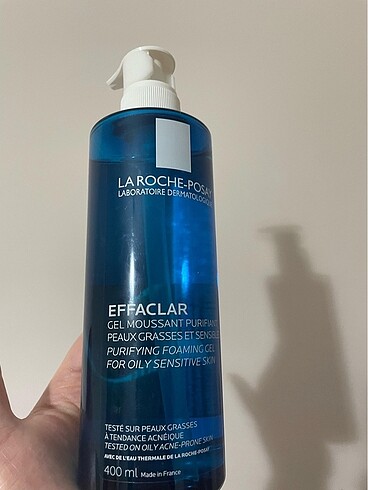 LA ROCHE-POSAY
LABORATOIRE DERMATOLOGIQUE
EFFACLAR
GEL MOUSSANT PURIFIANT
PEAUX GRASSES ET SENSIBLES
PURIFYING FOAMING GEL
FOR OILY SENSITIVE SKIN
TESTÉ SUR PEAUX GRASSES
À TENDANCE ACNÉIQUE
TESTED ON OILY ACNE-PRONE SKIN
AVEC DE L'EAU THERMALE DE LA ROCHE-POSAY
400 ml Made in France